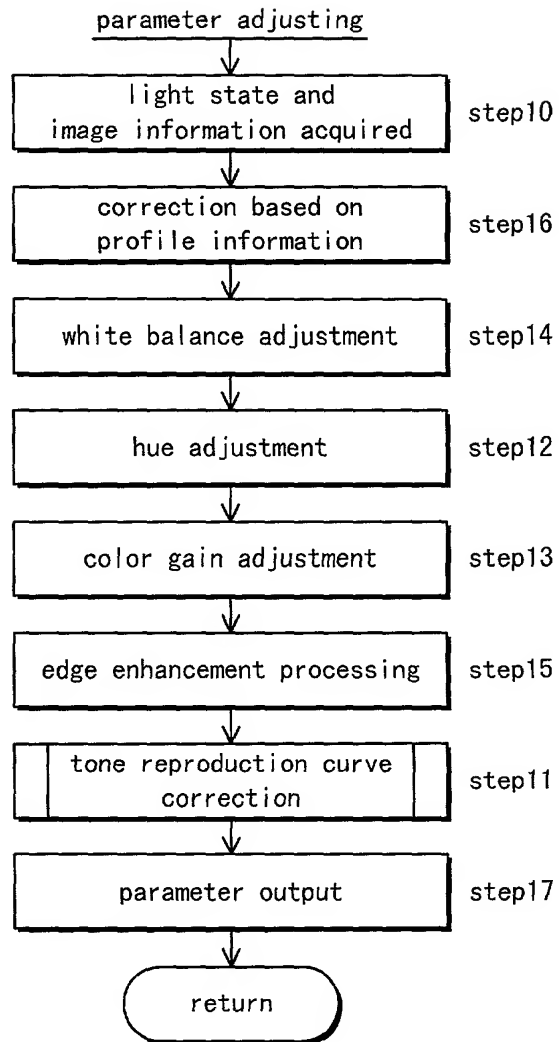 parameter adjusting
light state and
image information acquired
step10
correction based on
profile information
step16
white balance adjustment
step14
hue adjustment
step12
color gain adjustment
step13
edge enhancement processing
step15
tone reproduction curve
correction
step11
parameter output
step17
return